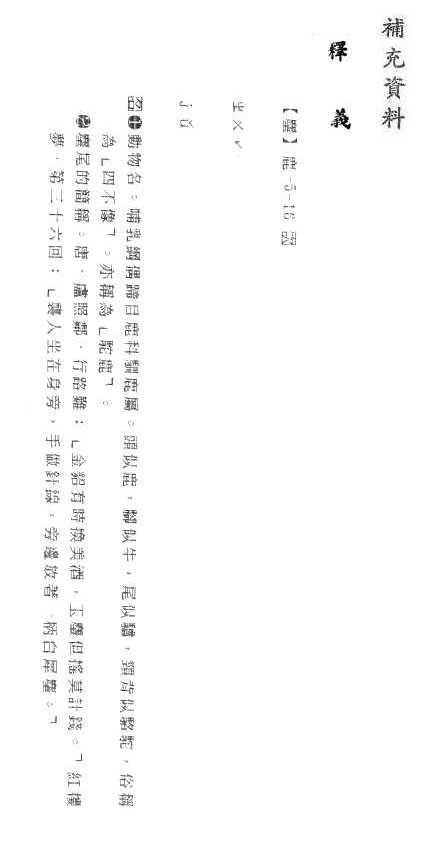 補充資料
釋義
【麈】鹿-5-16
ㄓㄨˇ
zhǔ
名❶動物名。哺乳綱偶蹄目鹿科駝鹿屬。頭似鹿,腳似牛,尾似驢,頸背似駱駝,俗稱
為「四不像」。亦稱為「駝鹿」。
❷麈尾的簡稱。唐.盧照鄰.行路難:「金貂有時換美酒,玉麈但搖莫計錢。」紅樓
夢.第三十六回:「襲人坐在身旁,手做針線,旁邊放著一柄白犀麈。」